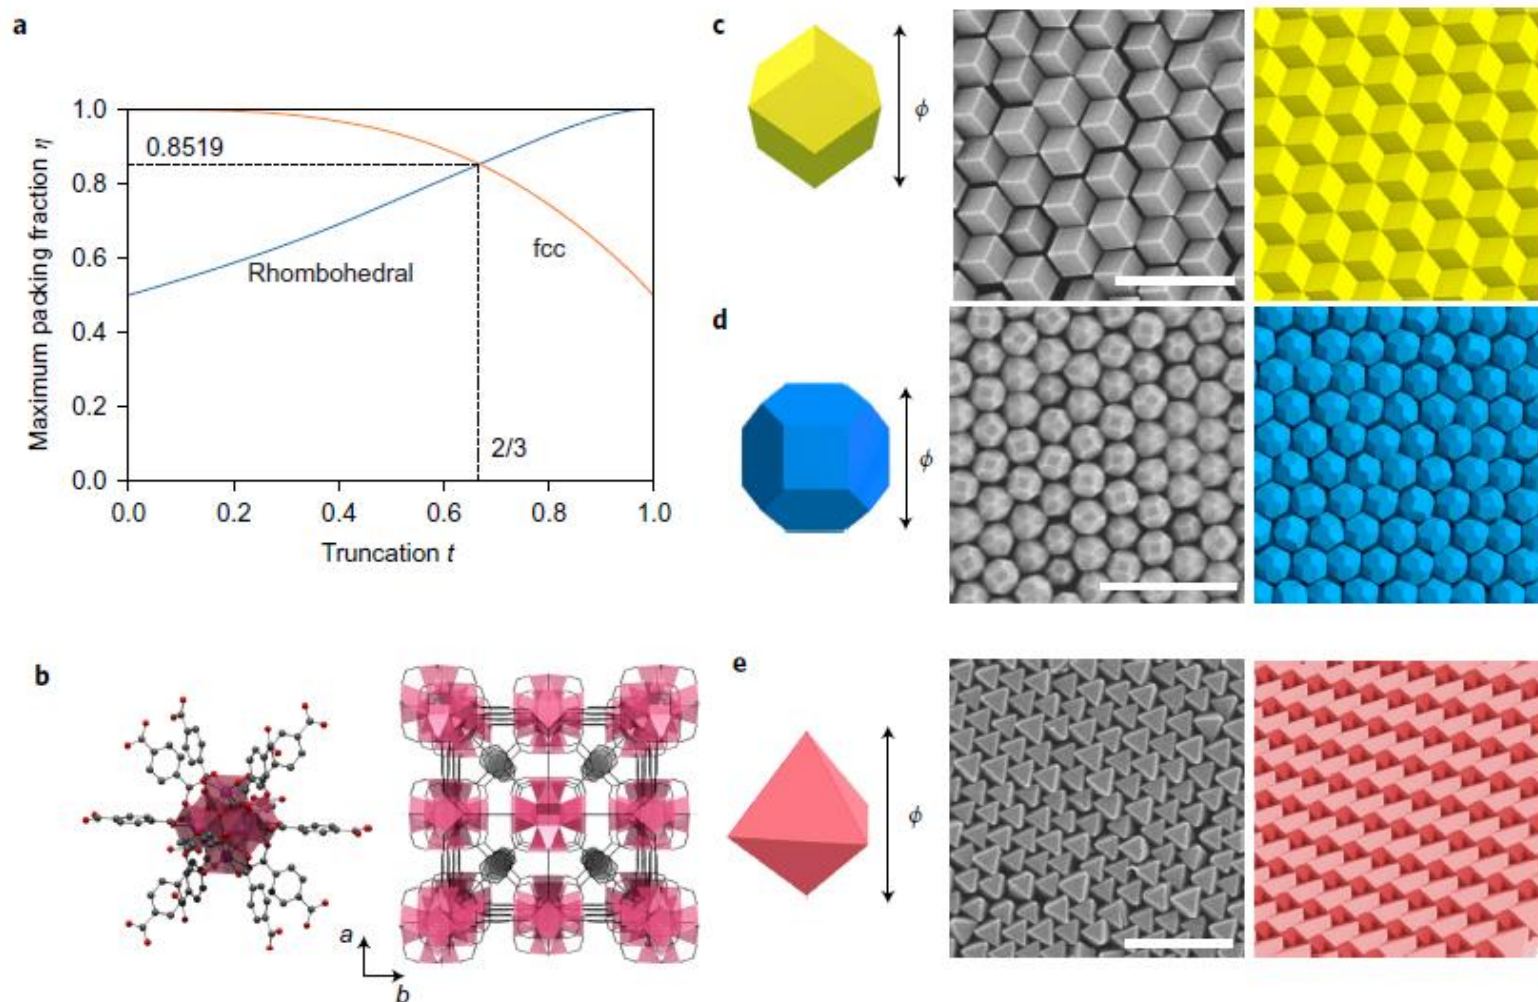 a
Maximum packing fraction η
1.0
0.8
0.6
0.4
0.2
0.0
0.8519
Rhombohedral
fcc
2/3
0.0 0.2 0.4 0.6 0.8 1.0
Truncation t
b
a
b
c
ϕ
d
ϕ
e
ϕ